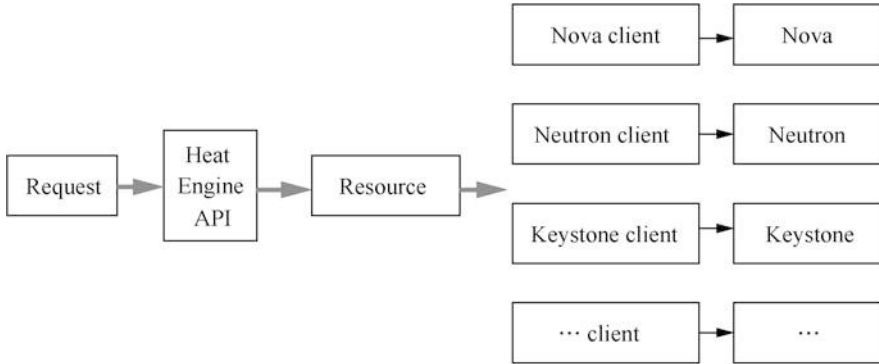 Request
Heat
Engine
API
Resource
Nova client
Nova
Neutron client
Neutron
Keystone client
Keystone
··· client
···